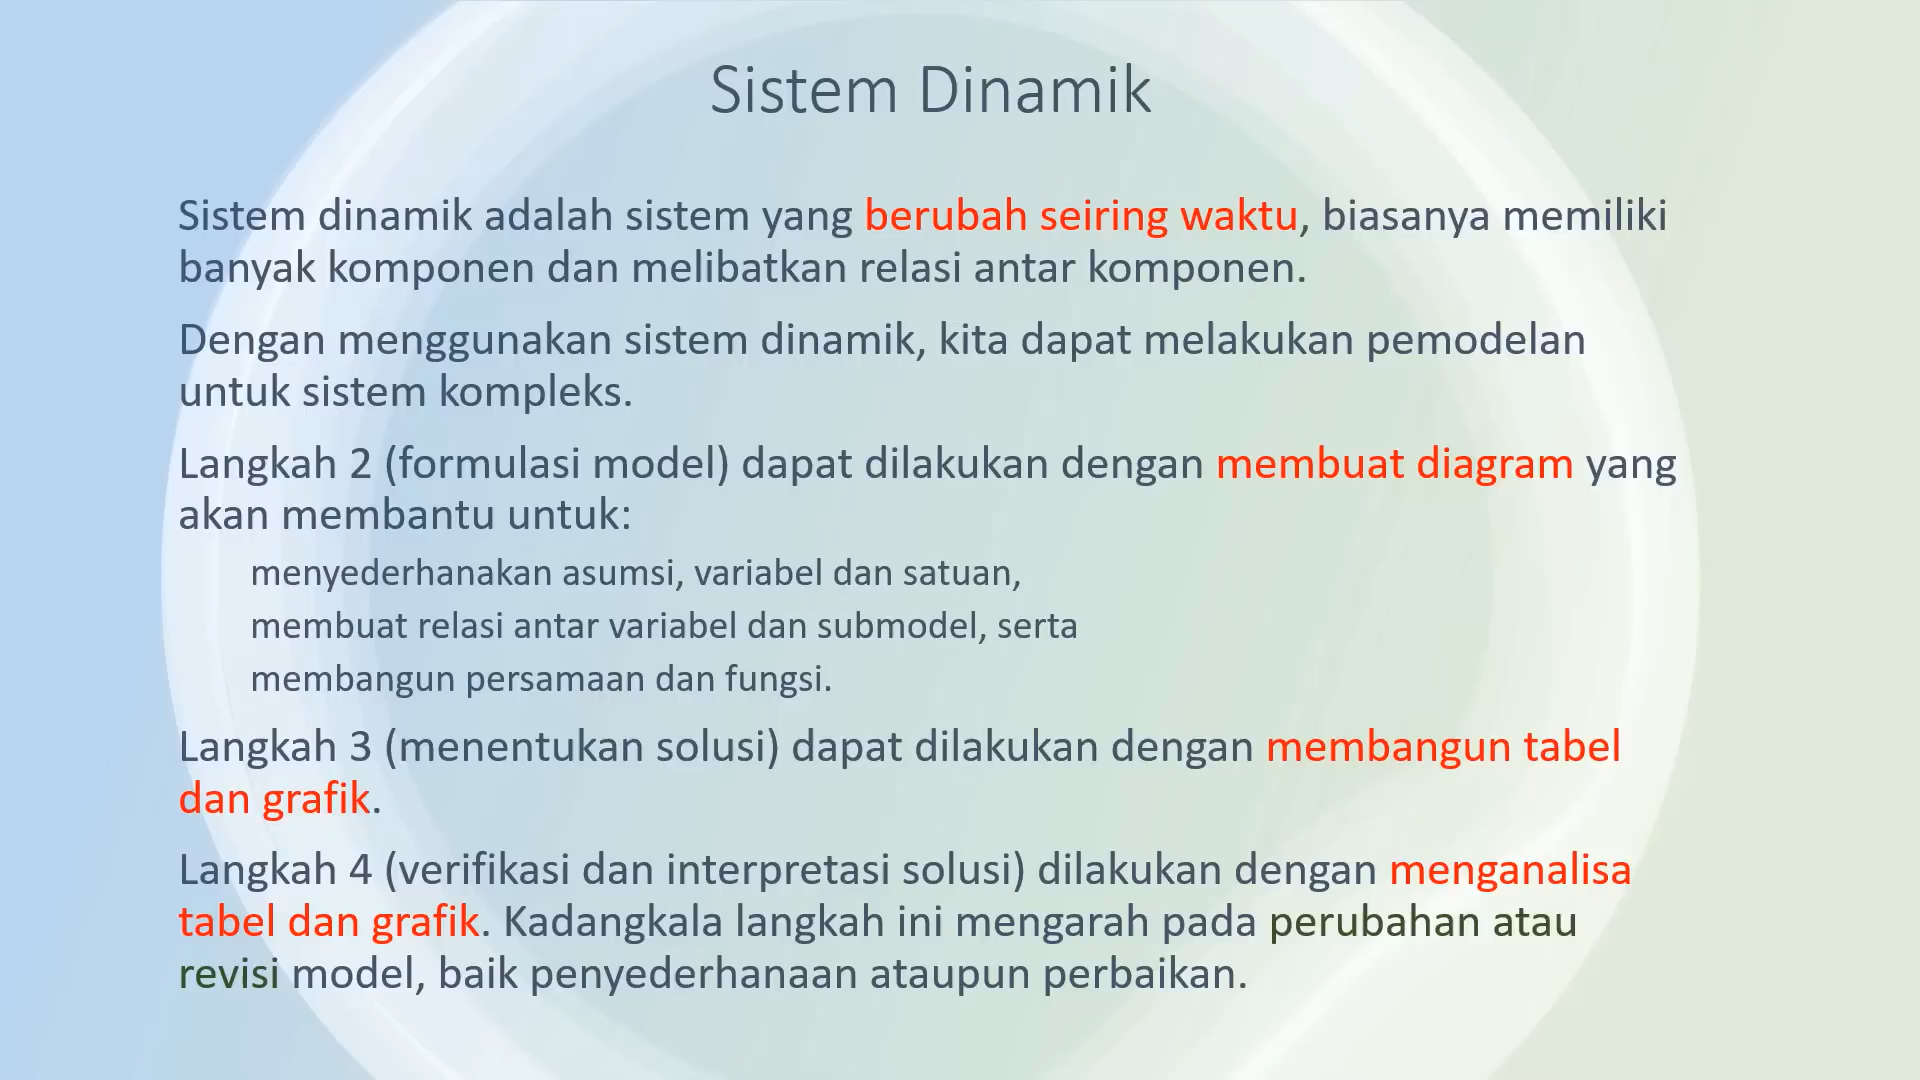 Sistem Dinamik
Sistem dinamik adalah sistem yang berubah seiring waktu, biasanya memiliki
banyak komponen dan melibatkan relasi antar komponen.
Dengan menggunakan sistem dinamik, kita dapat melakukan pemodelan
untuk sistem kompleks.
Langkah 2 (formulasi model) dapat dilakukan dengan membuat diagram yang
akan membantu untuk:
menyederhanakan asumsi, variabel dan satuan,
membuat relasi antar variabel dan submodel, serta
membangun persamaan dan fungsi.
Langkah 3 (menentukan solusi) dapat dilakukan dengan membangun tabel
dan grafik.
Langkah 4 (verifikasi dan interpretasi solusi) dilakukan dengan menganalisa
tabel dan grafik. Kadangkala langkah ini mengarah pada perubahan atau
revisi model, baik penyederhanaan ataupun perbaikan.